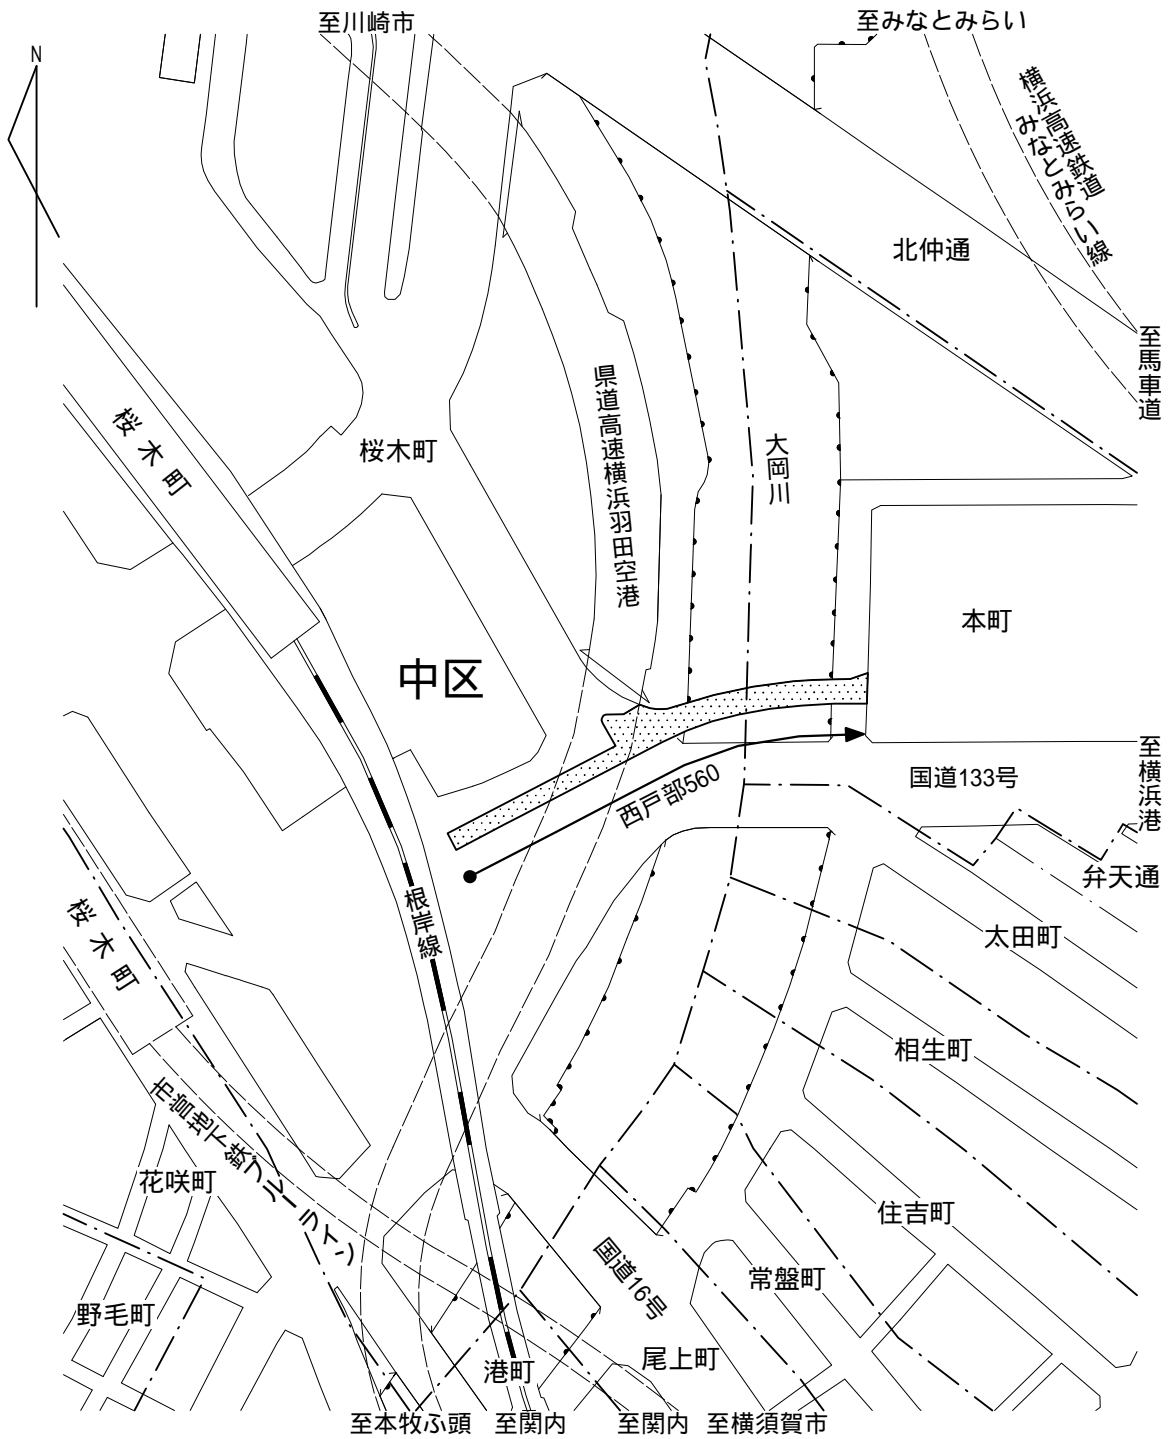 至川崎市
至みなとみらい
N
横浜高速鉄道
みなとみらい線
北仲通
至馬車道
県道高速横浜羽田空港
桜木町
桜木町
大岡川
本町
中区
至横浜港
国道133号
西戸部560
弁天通
根岸線
桜木町
太田町
相生町
市営地下鉄ブルーライン
花咲町
住吉町
国道16号
常盤町
野毛町
尾上町
港町
至本牧ふ頭
至関内
至関内
至横須賀市